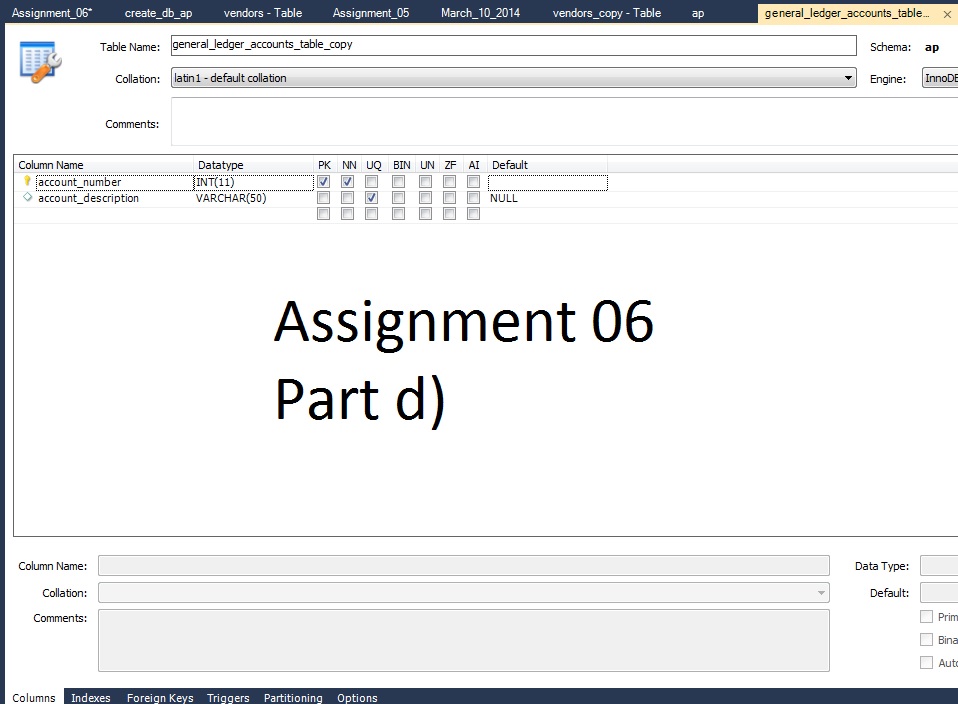 Assignment_06* create_db_ap vendors - Table Assignment_05 March_10_2014 vendors_copy - Table ap general_ledger_accounts_table...
Table Name: general_ledger_accounts_table_copy Schema: ap
Collation: latin1 - default collation Engine: InnoDB
Comments:
Column Name Datatype PK NN UQ BIN UN ZF AI Default
account_number INT(11)
account_description VARCHAR(50) NULL
Assignment 06
Part d)
Column Name: Data Type:
Collation: Default:
Comments: Prim
Bina
Auto
Columns Indexes Foreign Keys Triggers Partitioning Options